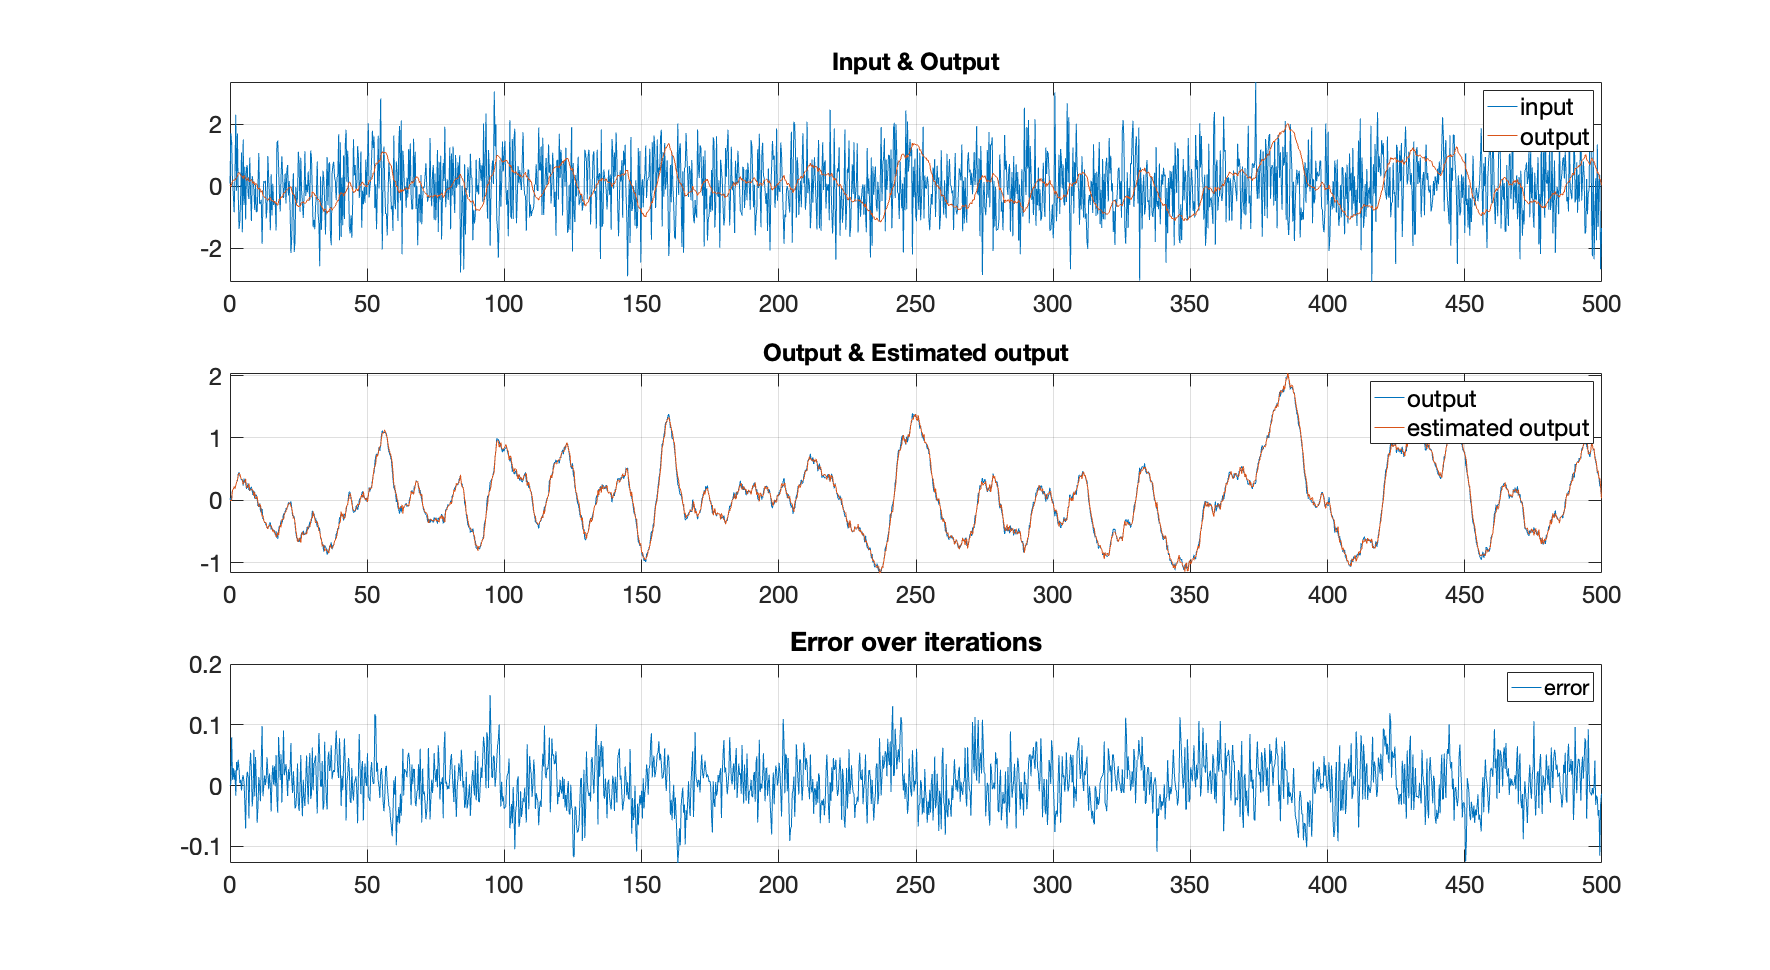 Input & Output
input
output
2
0
-2
0 50 100 150 200 250 300 350 400 450 500
Output & Estimated output
output
estimated output
2
1
0
-1
0 50 100 150 200 250 300 350 400 450 500
Error over iterations
error
0.2
0.1
0
-0.1
0 50 100 150 200 250 300 350 400 450 500